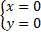 x = 0
y = 0